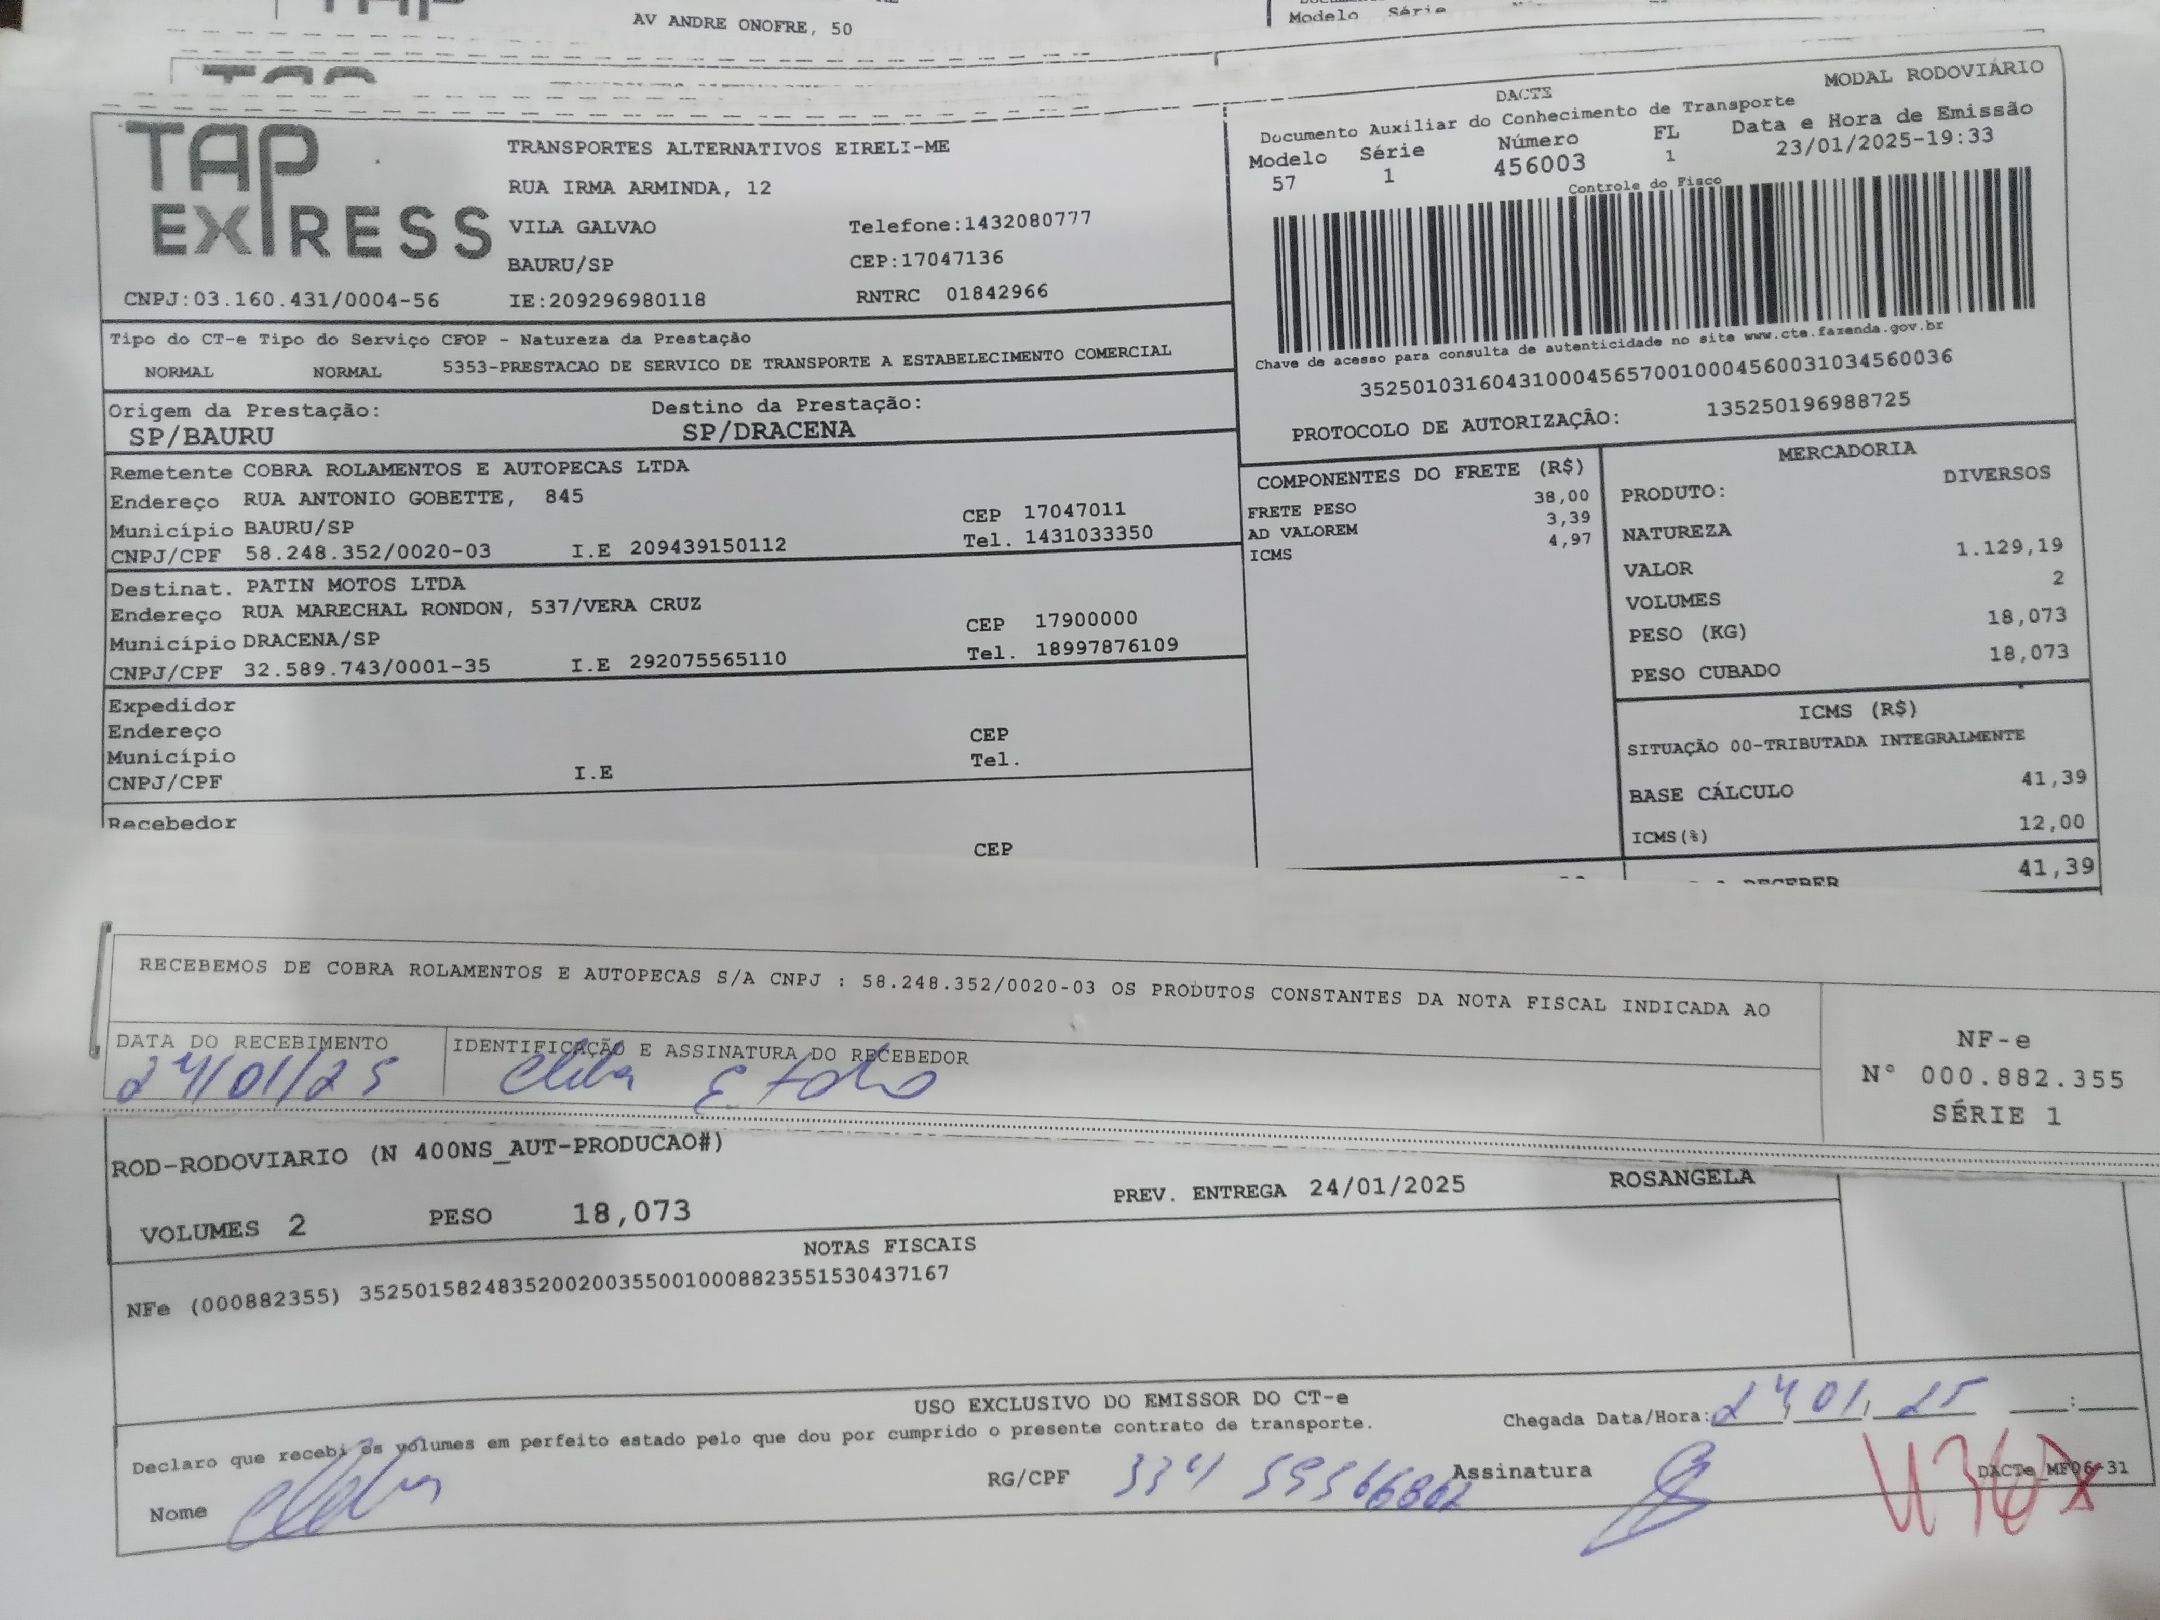 AV ANDRE ONOFRE, 50
Modelo Série
MODAL RODOVIÁRIO
DACTE
Documento Auxiliar do Conhecimento de Transporte
Modelo Série Número FL Data e Hora de Emissão
57 1 456003 1 23/01/2025-19:33
Controle do Fisco
TAP EXPRESS
TRANSPORTES ALTERNATIVOS EIRELI-ME
RUA IRMA ARMINDA, 12
VILA GALVAO Telefone:1432080777
BAURU/SP CEP:17047136
CNPJ:03.160.431/0004-56 IE:209296980118 RNTRC 01842966
Chave de acesso para consulta de autenticidade no site www.cte.fazenda.gov.br
35250103160431000456570010004560031034560036
PROTOCOLO DE AUTORIZAÇÃO: 135250196988725
Tipo do CT-e Tipo do Serviço CFOP - Natureza da Prestação
NORMAL NORMAL 5353-PRESTACAO DE SERVICO DE TRANSPORTE A ESTABELECIMENTO COMERCIAL
Origem da Prestação: Destino da Prestação:
SP/BAURU SP/DRACENA
Remetente COBRA ROLAMENTOS E AUTOPECAS LTDA
Endereço RUA ANTONIO GOBETTE, 845
Município BAURU/SP CEP 17047011
CNPJ/CPF 58.248.352/0020-03 I.E 209439150112 Tel. 1431033350
Destinat. PATIN MOTOS LTDA
Endereço RUA MARECHAL RONDON, 537/VERA CRUZ
Município DRACENA/SP CEP 17900000
CNPJ/CPF 32.589.743/0001-35 I.E 292075565110 Tel. 18997876109
Expedidor
Endereço
Município CEP
CNPJ/CPF I.E Tel.
Recebedor
CEP
COMPONENTES DO FRETE (R$)
FRETE PESO 38,00
AD VALOREM 3,39
ICMS 4,97
MERCADORIA
PRODUTO: DIVERSOS
NATUREZA
VALOR 1.129,19
VOLUMES 2
PESO (KG) 18,073
PESO CUBADO 18,073
ICMS (R$)
SITUAÇÃO 00-TRIBUTADA INTEGRALMENTE
BASE CÁLCULO 41,39
ICMS(%) 12,00
A RECEBER 41,39
RECEBEMOS DE COBRA ROLAMENTOS E AUTOPECAS S/A CNPJ : 58.248.352/0020-03 OS PRODUTOS CONSTANTES DA NOTA FISCAL INDICADA AO
DATA DO RECEBIMENTO IDENTIFICAÇÃO E ASSINATURA DO RECEBEDOR
24/01/25
NF-e
N° 000.882.355
SÉRIE 1
ROD-RODOVIARIO (N 400NS_AUT-PRODUCAO#)
VOLUMES 2 PESO 18,073 PREV. ENTREGA 24/01/2025 ROSANGELA
NOTAS FISCAIS
NFe (000882355) 35250158248352002003550010008823551530437167
USO EXCLUSIVO DO EMISSOR DO CT-e
Declaro que recebi os volumes em perfeito estado pelo que dou por cumprido o presente contrato de transporte.
Chegada Data/Hora: 24/01/25 :
Nome RG/CPF Assinatura
DACTe_MF06-31